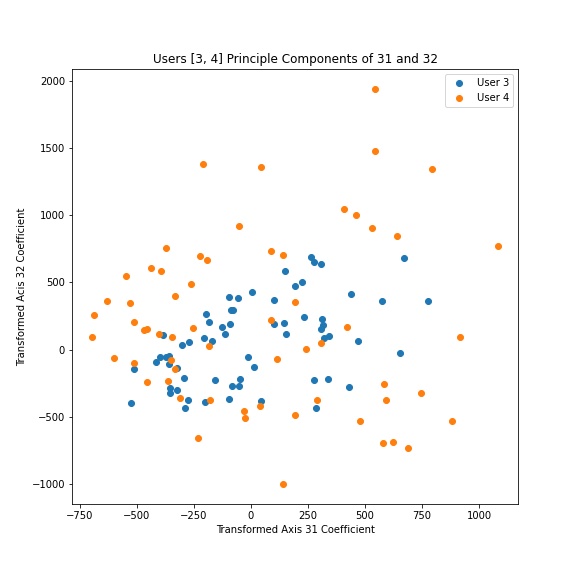 Users [3, 4] Principle Components of 31 and 32
User 3
User 4
2000
1500
1000
500
0
−500
−1000
Transformed Acis 32 Coefficient
−750 −500 −250 0 250 500 750 1000
Transformed Axis 31 Coefficient